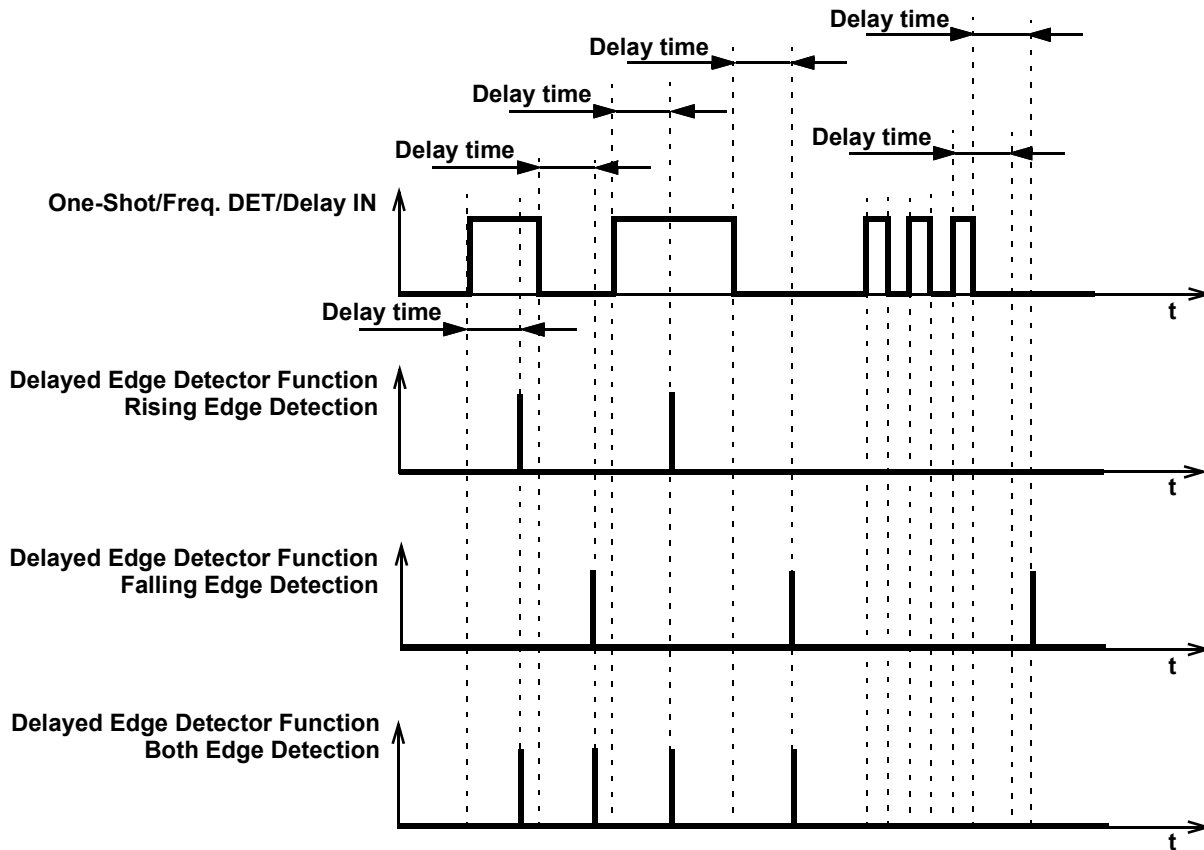 Delay time
Delay time
Delay time
Delay time
Delay time
One-Shot/Freq. DET/Delay IN
t
Delay time
Delayed Edge Detector Function
Rising Edge Detection
t
Delayed Edge Detector Function
Falling Edge Detection
t
Delayed Edge Detector Function
Both Edge Detection
t